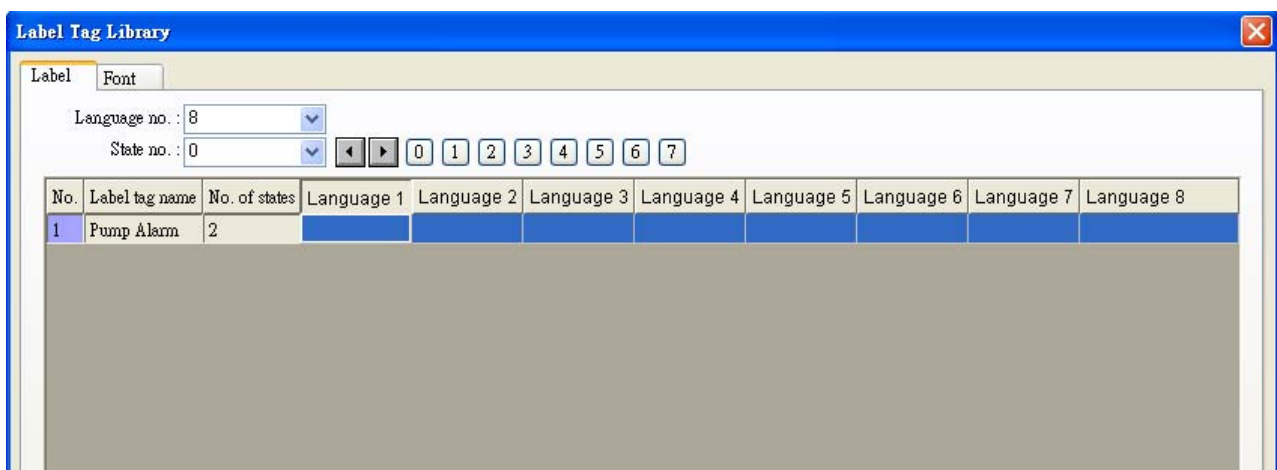 Label Tag Library
Label Font
Language no. : 8
State no. : 0 0 1 2 3 4 5 6 7
No. Label tag name No. of states Language 1 Language 2 Language 3 Language 4 Language 5 Language 6 Language 7 Language 8
1 Pump Alarm 2